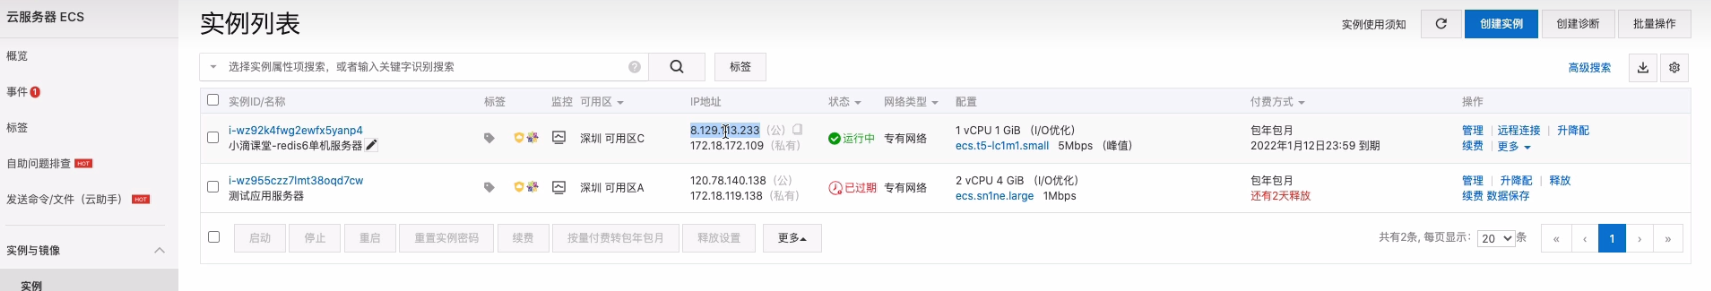 云服务器 ECS
概览
事件 1
标签
自助问题排查 HOT
发送命令/文件（云助手） HOT
实例与镜像
实例
实例列表
实例使用须知
创建实例
创建诊断
批量操作
选择实例属性项搜索，或者输入关键字识别搜索 ?
标签
高级搜索
实例ID/名称 标签 监控 可用区 IP地址 状态 网络类型 配置 付费方式 操作
i-wz92k4fwg2ewfx5yanp4
小滴课堂-redis6单机服务器
深圳 可用区C
8.129.113.233 (公)
172.18.172.109 (私有)
运行中
专有网络
1 vCPU 1 GiB （I/O优化）
ecs.t5-lc1m1.small 5Mbps （峰值）
包年包月
2022年1月12日23:59 到期
管理 | 远程连接 | 升降配
续费 | 更多
i-wz955czz7lmt38oqd7cw
测试应用服务器
深圳 可用区A
120.78.140.138 (公)
172.18.119.138 (私有)
已过期
专有网络
2 vCPU 4 GiB （I/O优化）
ecs.sn1ne.large 1Mbps
包年包月
还有2天释放
管理 | 升降配 | 释放
续费 数据保存
启动
停止
重启
重置实例密码
续费
按量付费转包年包月
释放设置
更多
共有2条, 每页显示： 20 条 « ‹ 1 › »